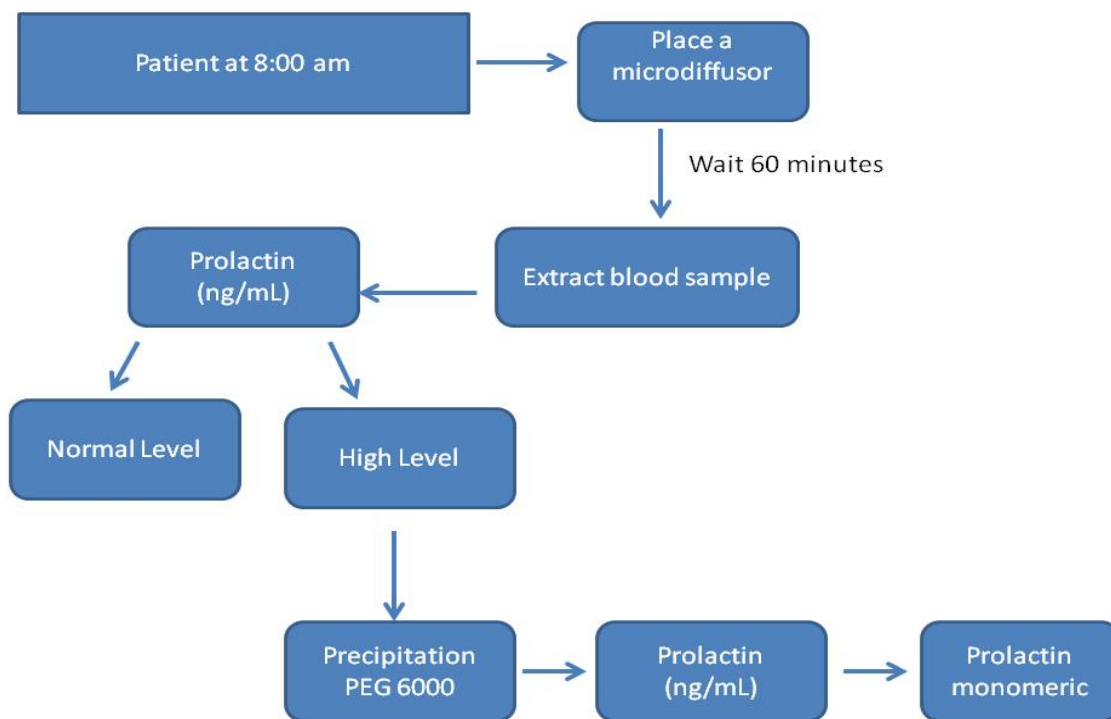 Patient at 8:00 am
Place a
microdiffusor
Wait 60 minutes
Extract blood sample
Prolactin
(ng/mL)
Normal Level
High Level
Precipitation
PEG 6000
Prolactin
(ng/mL)
Prolactin
monomeric